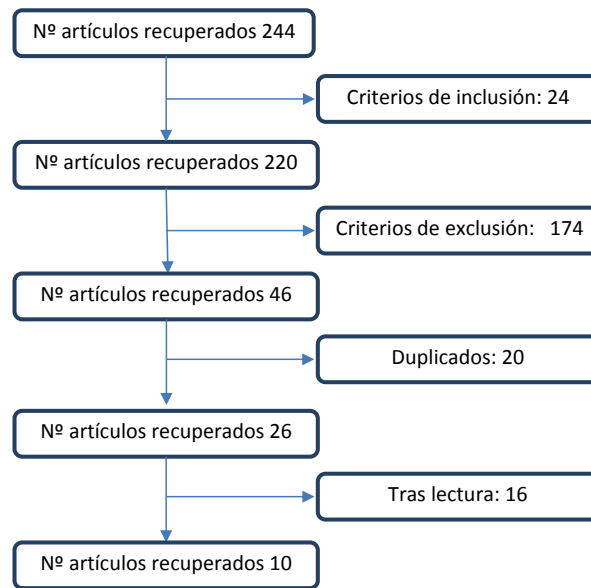 Nº artículos recuperados 244
Criterios de inclusión: 24
Nº artículos recuperados 220
Criterios de exclusión: 174
Nº artículos recuperados 46
Duplicados: 20
Nº artículos recuperados 26
Tras lectura: 16
Nº artículos recuperados 10